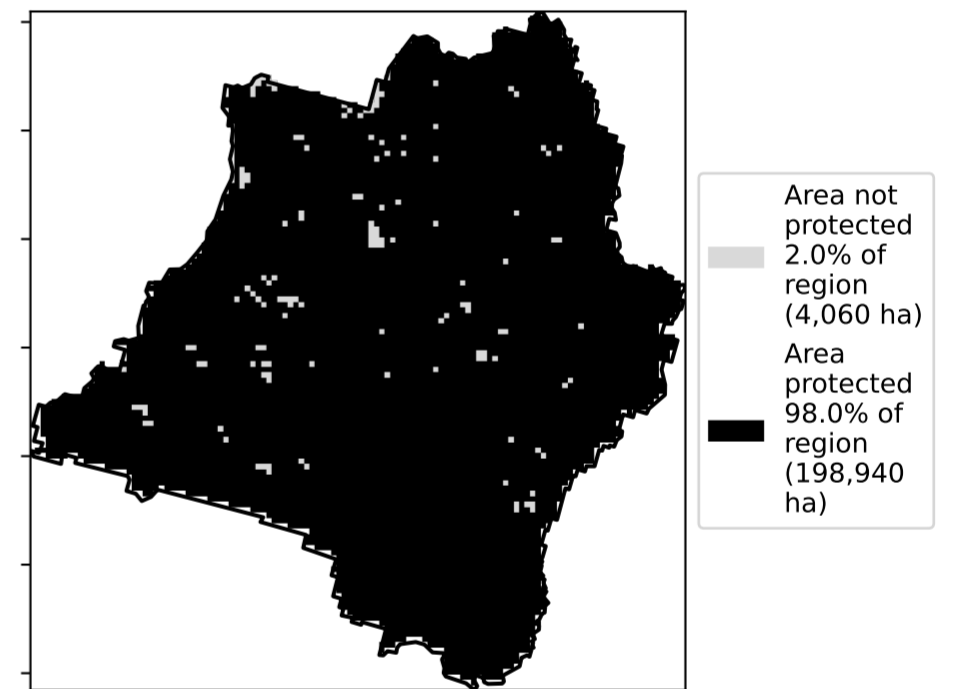 Area not
protected
2.0% of
region
(4,060 ha)
Area
protected
98.0% of
region
(198,940
ha)